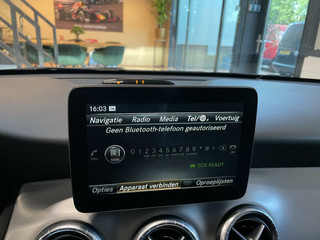 16:03
Navigatie Radio Media Tel/ Voertuig
Geen Bluetooth-telefoon geautoriseerd
0 1 2 3 4 5 6 7 8 9 * # +
SOS READY
Opties Apparaat verbinden Oproeplijsten